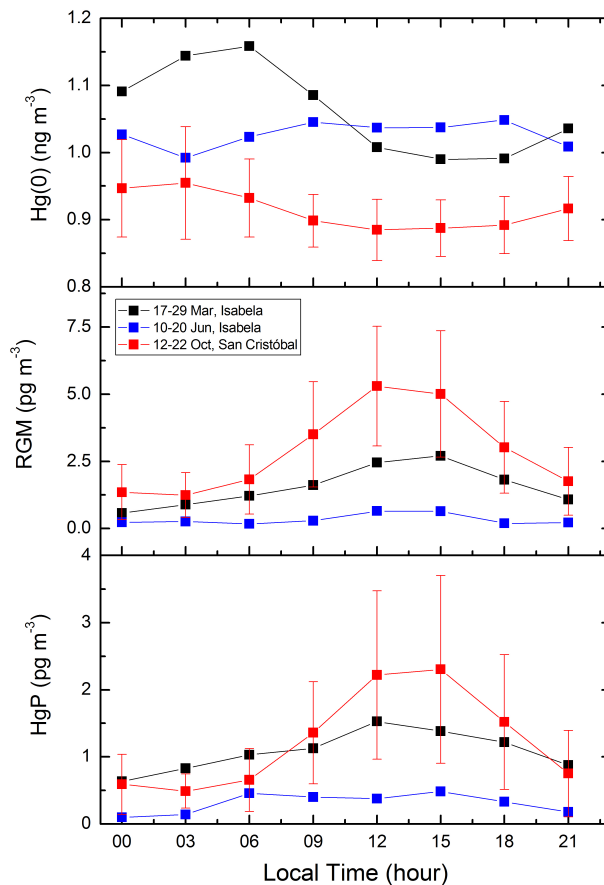 1.2
1.1
1.0
0.9
0.8
Hg(0) (ng m⁻³)
17-29 Mar, Isabela
10-20 Jun, Isabela
12-22 Oct, San Cristóbal
7.5
5.0
2.5
0.0
RGM (pg m⁻³)
4
3
2
1
0
HgP (pg m⁻³)
00 03 06 09 12 15 18 21
Local Time (hour)